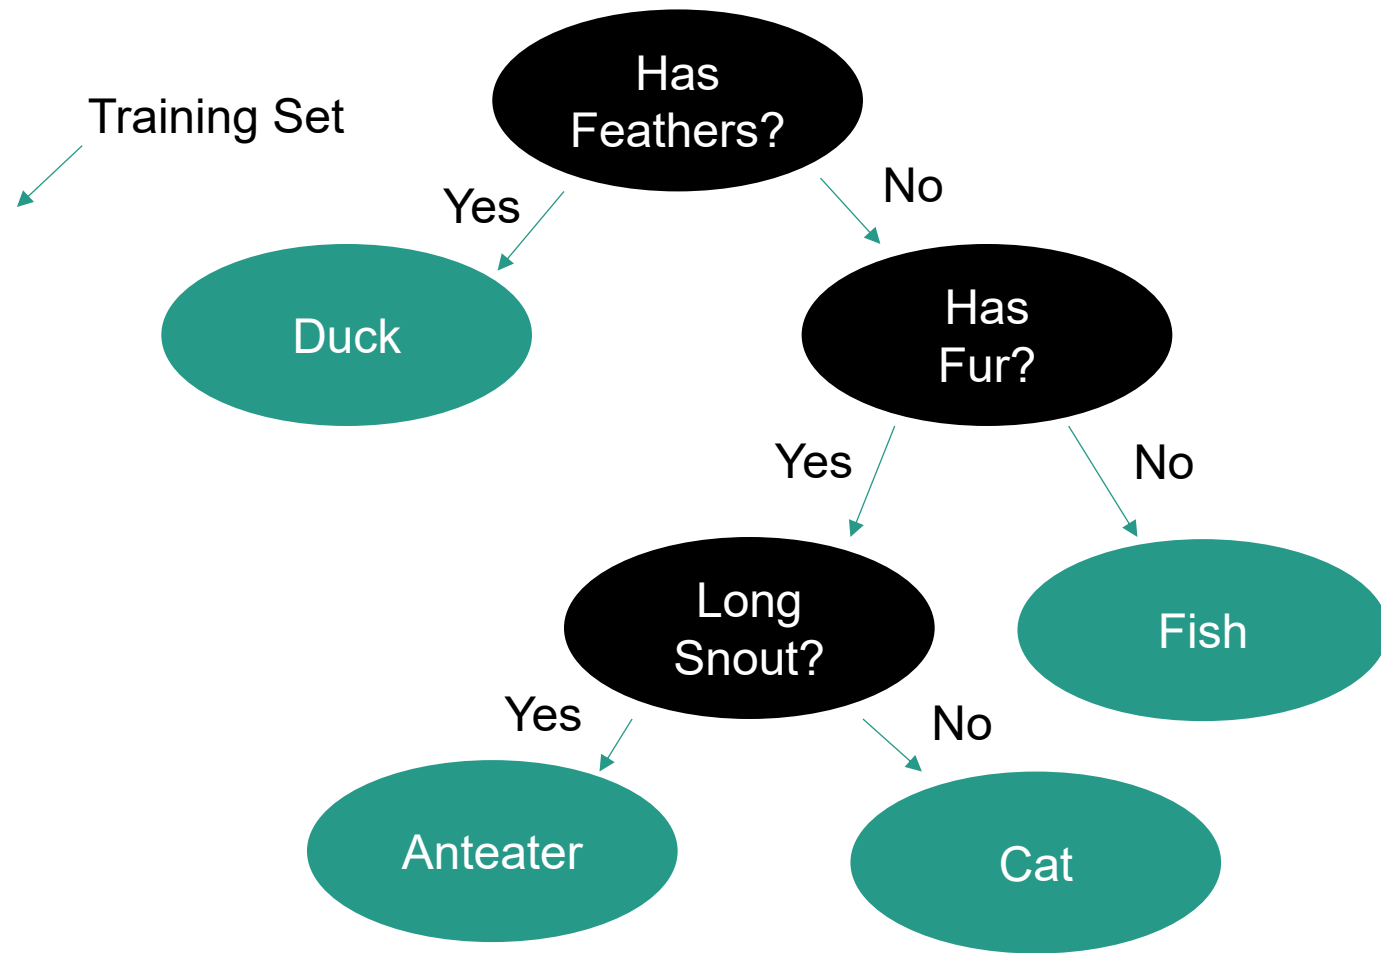 Has
Feathers?
Training Set
Yes
No
Duck
Has
Fur?
Yes
No
Long
Snout?
Fish
Yes
No
Anteater
Cat